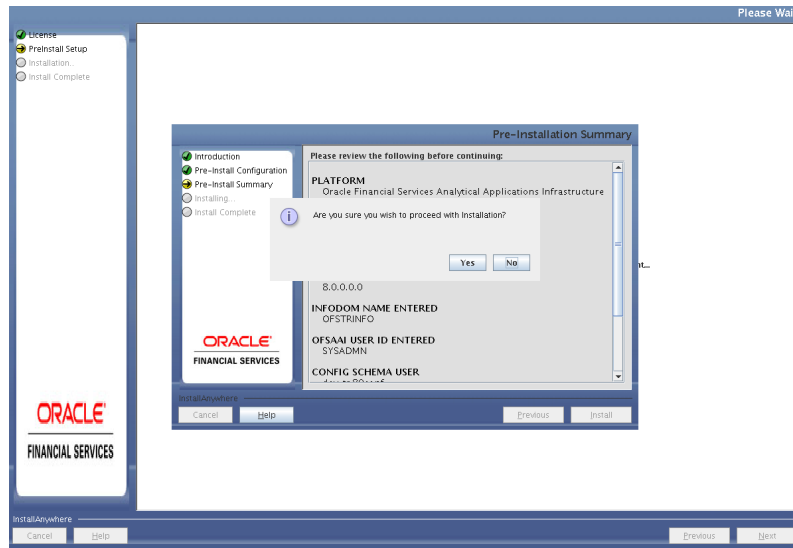 Please Wai
License
PreInstall Setup
Installation..
Install Complete
Pre-Installation Summary
Introduction
Pre-Install Configuration
Pre-Install Summary
Installing...
Install Complete
Please review the following before continuing:
PLATFORM
Oracle Financial Services Analytical Applications Infrastructure
Are you sure you wish to proceed with Installation?
Yes
No
nt...
8.0.0.0.0
INFODOM NAME ENTERED
OFSTRINFO
OFSAAI USER ID ENTERED
SYSADMN
CONFIG SCHEMA USER
ORACLE
FINANCIAL SERVICES
InstallAnywhere
Cancel
Help
Previous
Install
ORACLE
FINANCIAL SERVICES
InstallAnywhere
Cancel
Help
Previous
Next